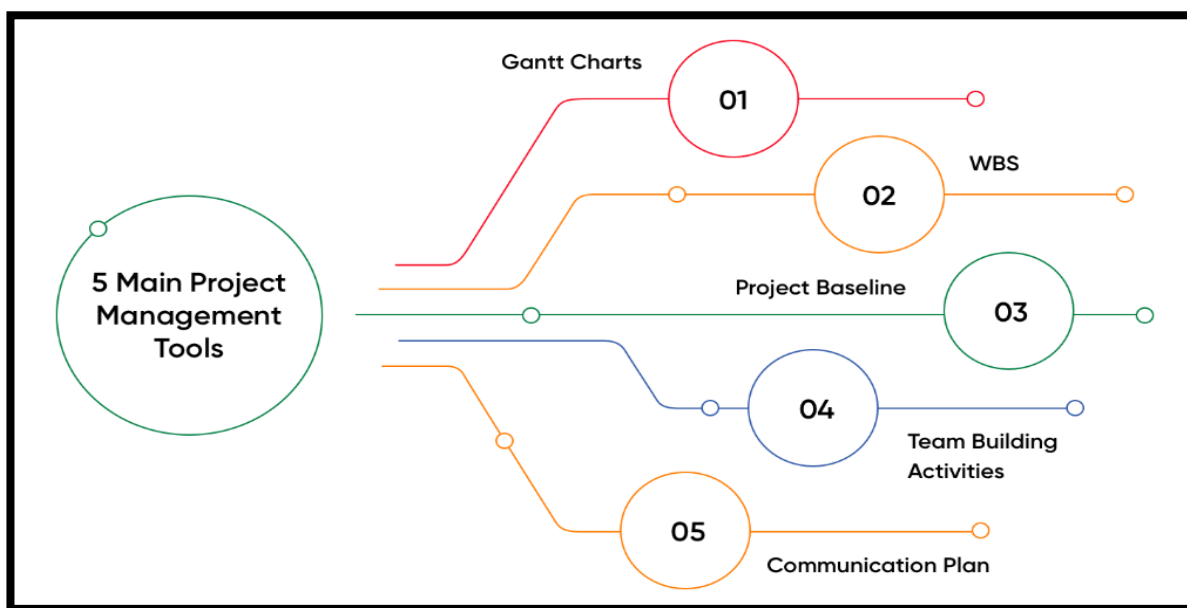 5 Main Project
Management
Tools
Gantt Charts
01
WBS
02
Project Baseline
03
04
Team Building
Activities
05
Communication Plan